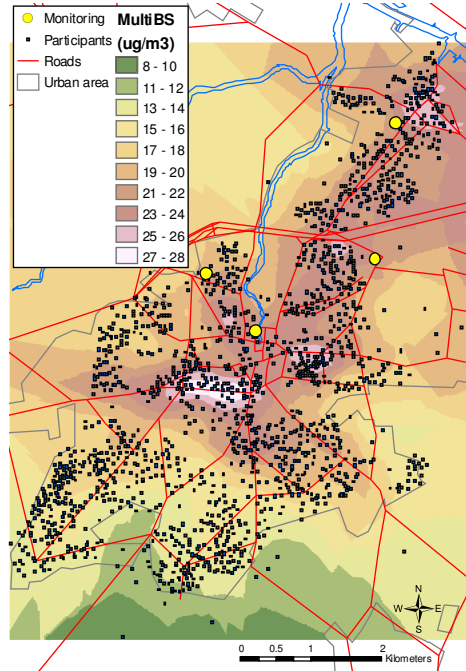 Monitoring
Participants
Roads
Urban area
MultiBS
(ug/m3)
8 - 10
11 - 12
13 - 14
15 - 16
17 - 18
19 - 20
21 - 22
23 - 24
25 - 26
27 - 28
N
W E
S
0 0.5 1 2
Kilometers